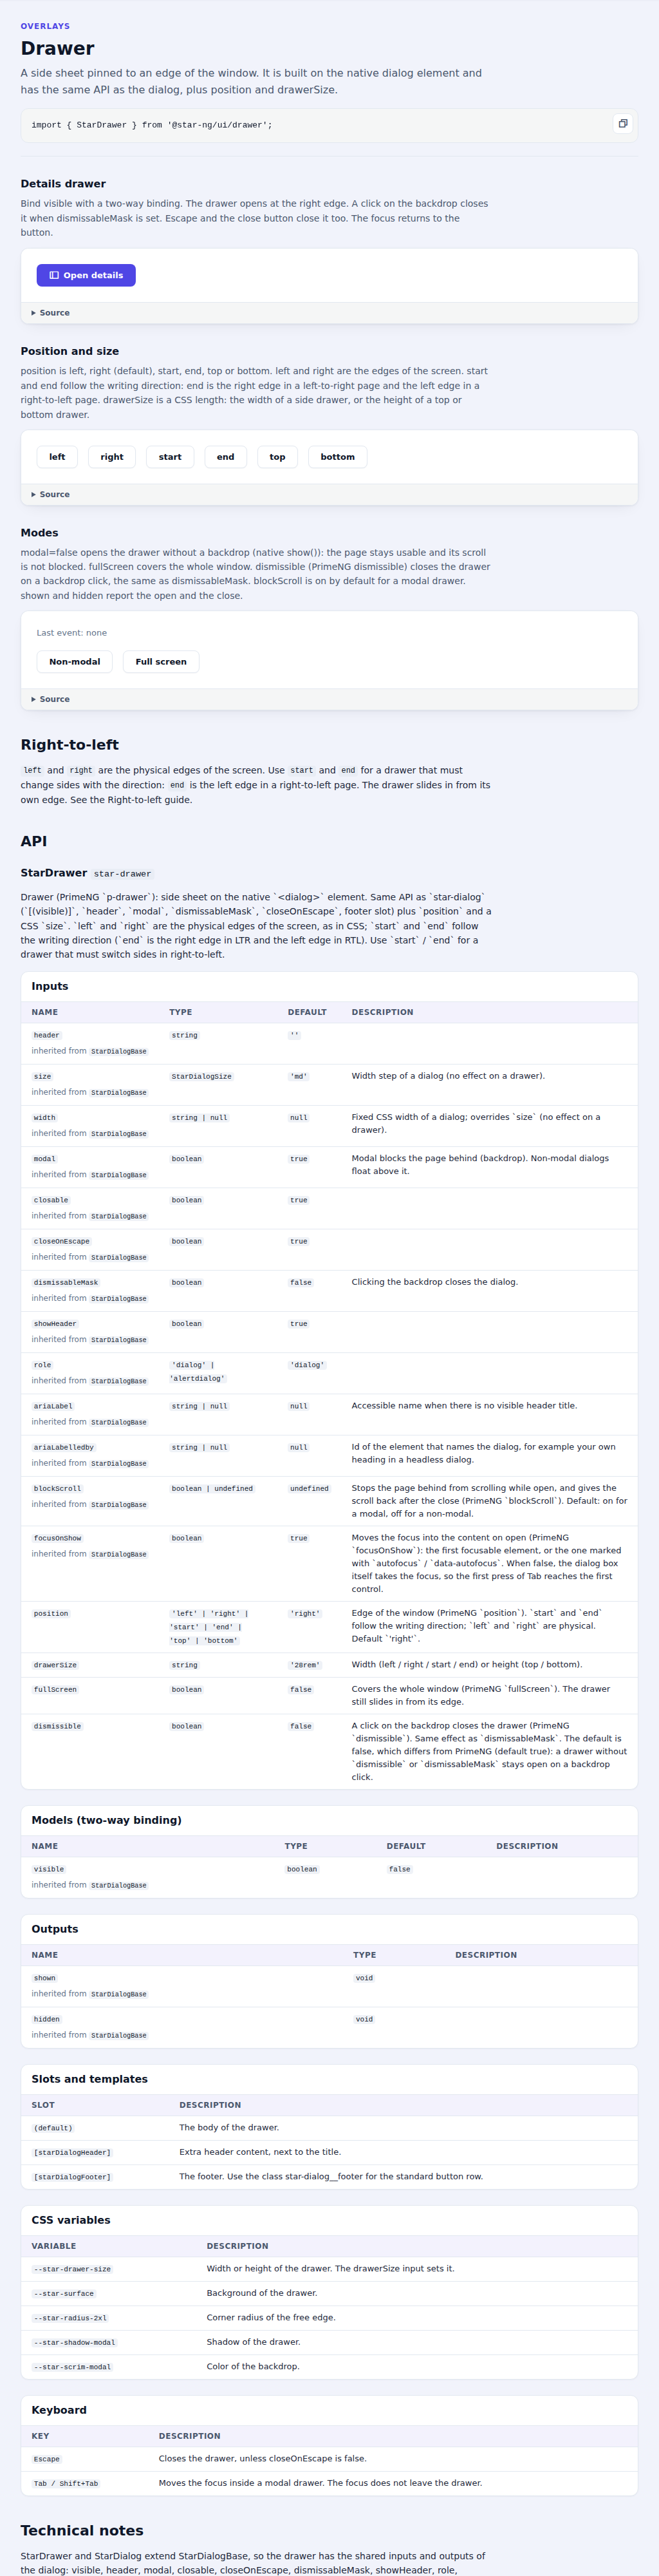 OVERLAYS
Drawer
A side sheet pinned to an edge of the window. It is built on the native dialog element and
has the same API as the dialog, plus position and drawerSize.
import { StarDrawer } from '@star-ng/ui/drawer';
Details drawer
Bind visible with a two-way binding. The drawer opens at the right edge. A click on the backdrop closes
it when dismissableMask is set. Escape and the close button close it too. The focus returns to the
button.
Open details
Source
Position and size
position is left, right (default), start, end, top or bottom. left and right are the edges of the screen. start
and end follow the writing direction: end is the right edge in a left-to-right page and the left edge in a
right-to-left page. drawerSize is a CSS length: the width of a side drawer, or the height of a top or
bottom drawer.
left right start end top bottom
Source
Modes
modal=false opens the drawer without a backdrop (native show()): the page stays usable and its scroll
is not blocked. fullScreen covers the whole window. dismissible (PrimeNG dismissible) closes the drawer
on a backdrop click, the same as dismissableMask. blockScroll is on by default for a modal drawer.
shown and hidden report the open and the close.
Last event: none
Non-modal Full screen
Source
Right-to-left
left and right are the physical edges of the screen. Use start and end for a drawer that must
change sides with the direction: end is the left edge in a right-to-left page. The drawer slides in from its
own edge. See the Right-to-left guide.
API
StarDrawer star-drawer
Drawer (PrimeNG `p-drawer`): side sheet on the native `<dialog>` element. Same API as `star-dialog`
(`[(visible)]`, `header`, `modal`, `dismissableMask`, `closeOnEscape`, footer slot) plus `position` and a
CSS `size`. `left` and `right` are the physical edges of the screen, as in CSS; `start` and `end` follow
the writing direction (`end` is the right edge in LTR and the left edge in RTL). Use `start` / `end` for a
drawer that must switch sides in right-to-left.
Inputs
NAME TYPE DEFAULT DESCRIPTION
header string ''
inherited from StarDialogBase
size StarDialogSize 'md' Width step of a dialog (no effect on a drawer).
inherited from StarDialogBase
width string | null null Fixed CSS width of a dialog; overrides `size` (no effect on a
inherited from StarDialogBase drawer).
modal boolean true Modal blocks the page behind (backdrop). Non-modal dialogs
inherited from StarDialogBase float above it.
closable boolean true
inherited from StarDialogBase
closeOnEscape boolean true
inherited from StarDialogBase
dismissableMask boolean false Clicking the backdrop closes the dialog.
inherited from StarDialogBase
showHeader boolean true
inherited from StarDialogBase
role 'dialog' | 'dialog'
inherited from StarDialogBase 'alertdialog'
ariaLabel string | null null Accessible name when there is no visible header title.
inherited from StarDialogBase
ariaLabelledby string | null null Id of the element that names the dialog, for example your own
inherited from StarDialogBase heading in a headless dialog.
blockScroll boolean | undefined undefined Stops the page behind from scrolling while open, and gives the
inherited from StarDialogBase scroll back after the close (PrimeNG `blockScroll`). Default: on for
a modal, off for a non-modal.
focusOnShow boolean true Moves the focus into the content on open (PrimeNG
inherited from StarDialogBase `focusOnShow`): the first focusable element, or the one marked
with `autofocus` / `data-autofocus`. When false, the dialog box
itself takes the focus, so the first press of Tab reaches the first
control.
position 'left' | 'right' | 'right' Edge of the window (PrimeNG `position`). `start` and `end`
'start' | 'end' | follow the writing direction; `left` and `right` are physical.
'top' | 'bottom' Default `'right'`.
drawerSize string '28rem' Width (left / right / start / end) or height (top / bottom).
fullScreen boolean false Covers the whole window (PrimeNG `fullScreen`). The drawer
still slides in from its edge.
dismissible boolean false A click on the backdrop closes the drawer (PrimeNG
`dismissible`). Same effect as `dismissableMask`. The default is
false, which differs from PrimeNG (default true): a drawer without
`dismissible` or `dismissableMask` stays open on a backdrop
click.
Models (two-way binding)
NAME TYPE DEFAULT DESCRIPTION
visible boolean false
inherited from StarDialogBase
Outputs
NAME TYPE DESCRIPTION
shown void
inherited from StarDialogBase
hidden void
inherited from StarDialogBase
Slots and templates
SLOT DESCRIPTION
(default) The body of the drawer.
[starDialogHeader] Extra header content, next to the title.
[starDialogFooter] The footer. Use the class star-dialog__footer for the standard button row.
CSS variables
VARIABLE DESCRIPTION
--star-drawer-size Width or height of the drawer. The drawerSize input sets it.
--star-surface Background of the drawer.
--star-radius-2xl Corner radius of the free edge.
--star-shadow-modal Shadow of the drawer.
--star-scrim-modal Color of the backdrop.
Keyboard
KEY DESCRIPTION
Escape Closes the drawer, unless closeOnEscape is false.
Tab / Shift+Tab Moves the focus inside a modal drawer. The focus does not leave the drawer.
Technical notes
StarDrawer and StarDialog extend StarDialogBase, so the drawer has the shared inputs and outputs of
the dialog: visible, header, modal, closable, closeOnEscape, dismissableMask, showHeader, role,